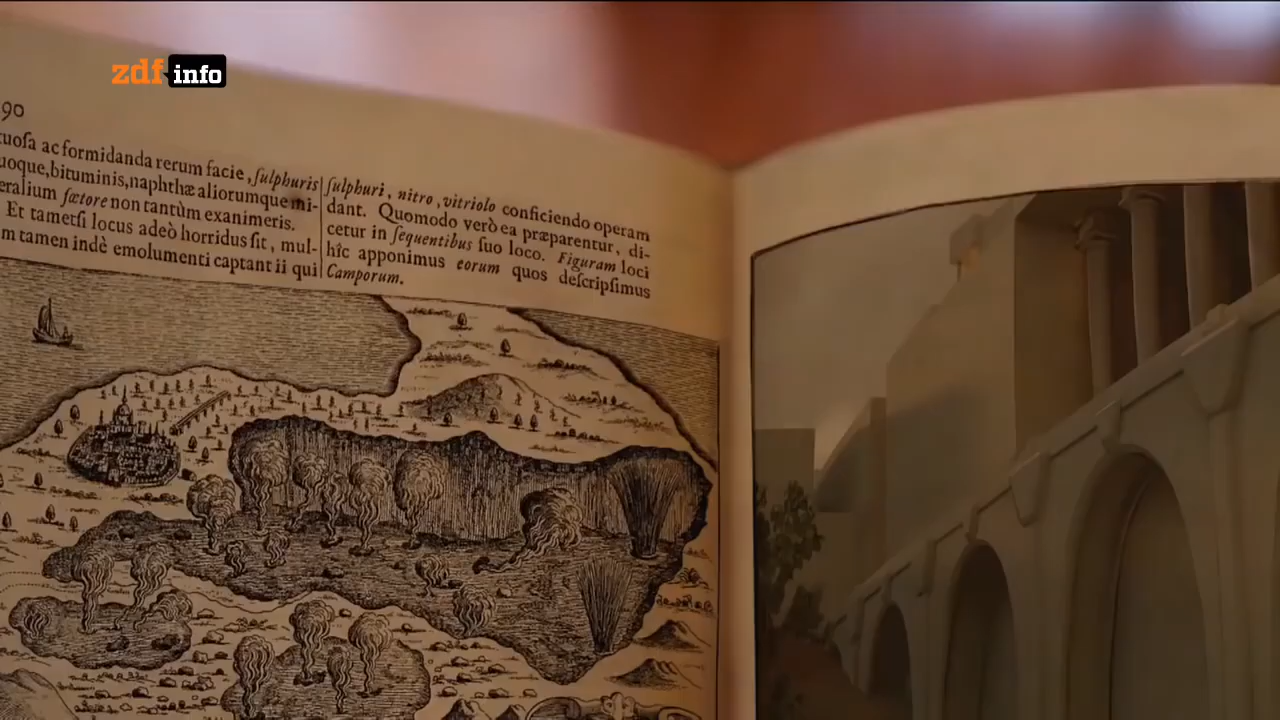 zdf info
90
tuoſa ac formidanda rerum facie, ſulphuris
uoque, bituminis, naphthæ aliorumque mi-
eralium fœtore non tantùm exanimeris.
Et tametſi locus adeò horridus ſit, mul-
m tamen indè emolumenti captant ii qui
ſulphuri, nitro, vitriolo conficiendo operam
dant. Quomodo verò ea præparentur, di-
cetur in ſequentibus ſuo loco. Figuram loci
hîc apponimus eorum quos deſcripſimus
Camporum.